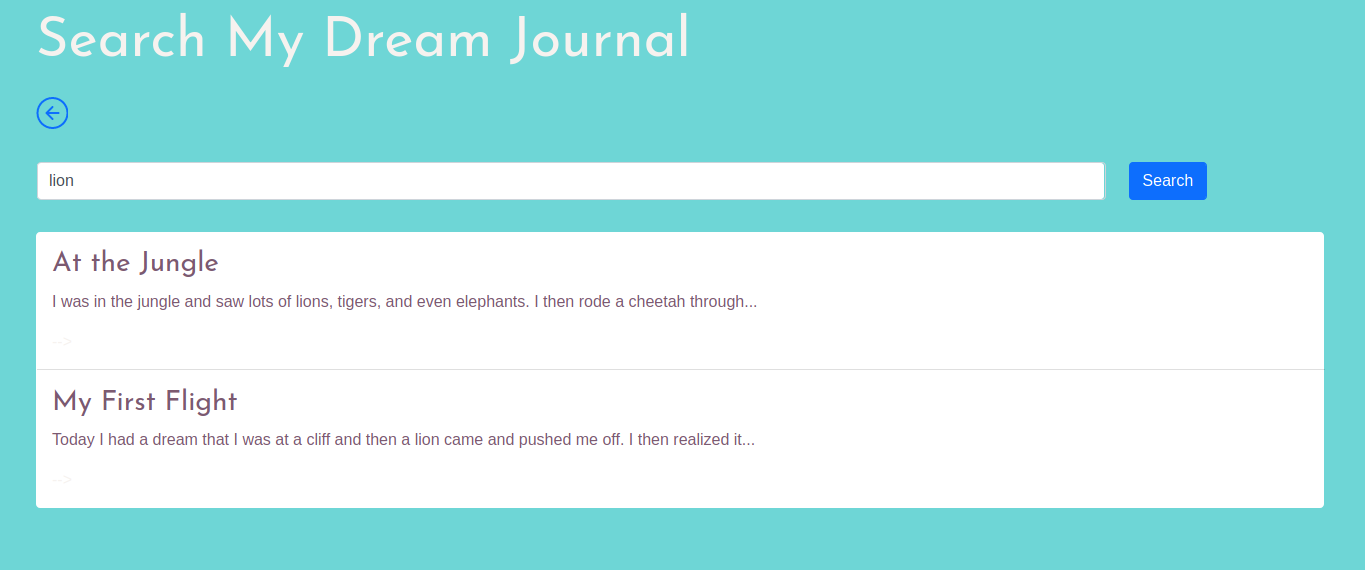 Search My Dream Journal
lion
Search
At the Jungle
I was in the jungle and saw lots of lions, tigers, and even elephants. I then rode a cheetah through...
-->
My First Flight
Today I had a dream that I was at a cliff and then a lion came and pushed me off. I then realized it...
-->